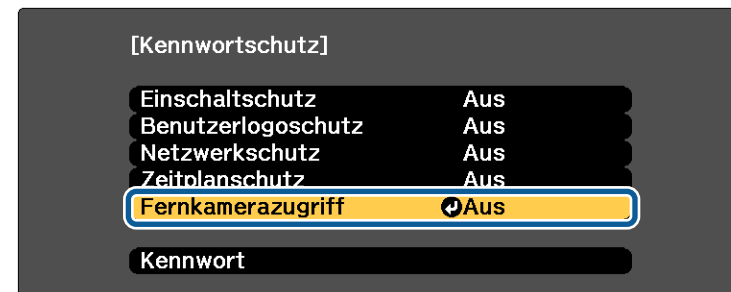 [Kennwortschutz]
Einschaltschutz Aus
Benutzerlogoschutz Aus
Netzwerkschutz Aus
Zeitplanschutz Aus
Fernkamerazugriff Aus
Kennwort